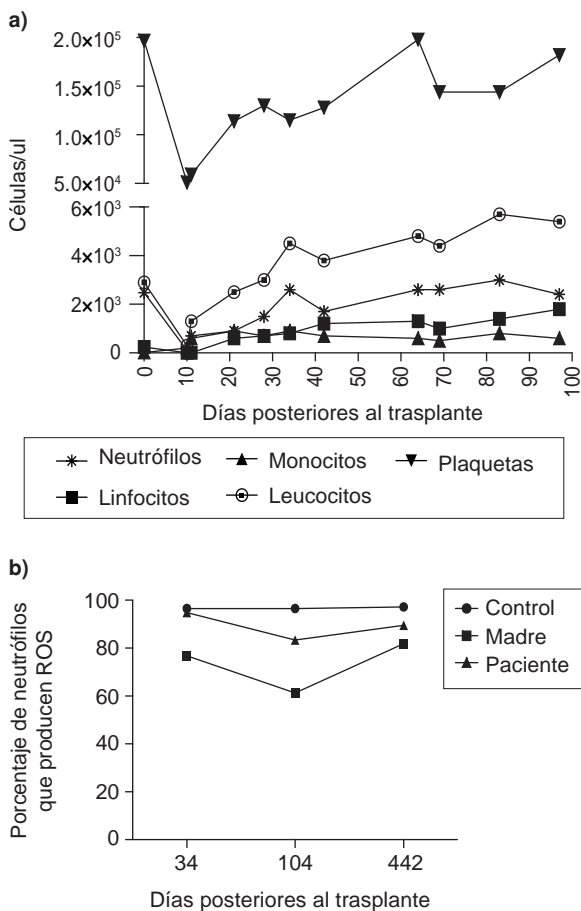 a)
2.0×10⁵
1.5×10⁵
1.0×10⁵
5.0×10⁴
6×10³
4×10³
2×10³
0
Células/ul
0 10 20 30 40 50 60 70 80 90 100
Días posteriores al trasplante
Neutrófilos Monocitos Plaquetas
Linfocitos Leucocitos
b)
100
80
60
40
20
0
Porcentaje de neutrófilos
que producen ROS
34 104 442
Días posteriores al trasplante
Control
Madre
Paciente